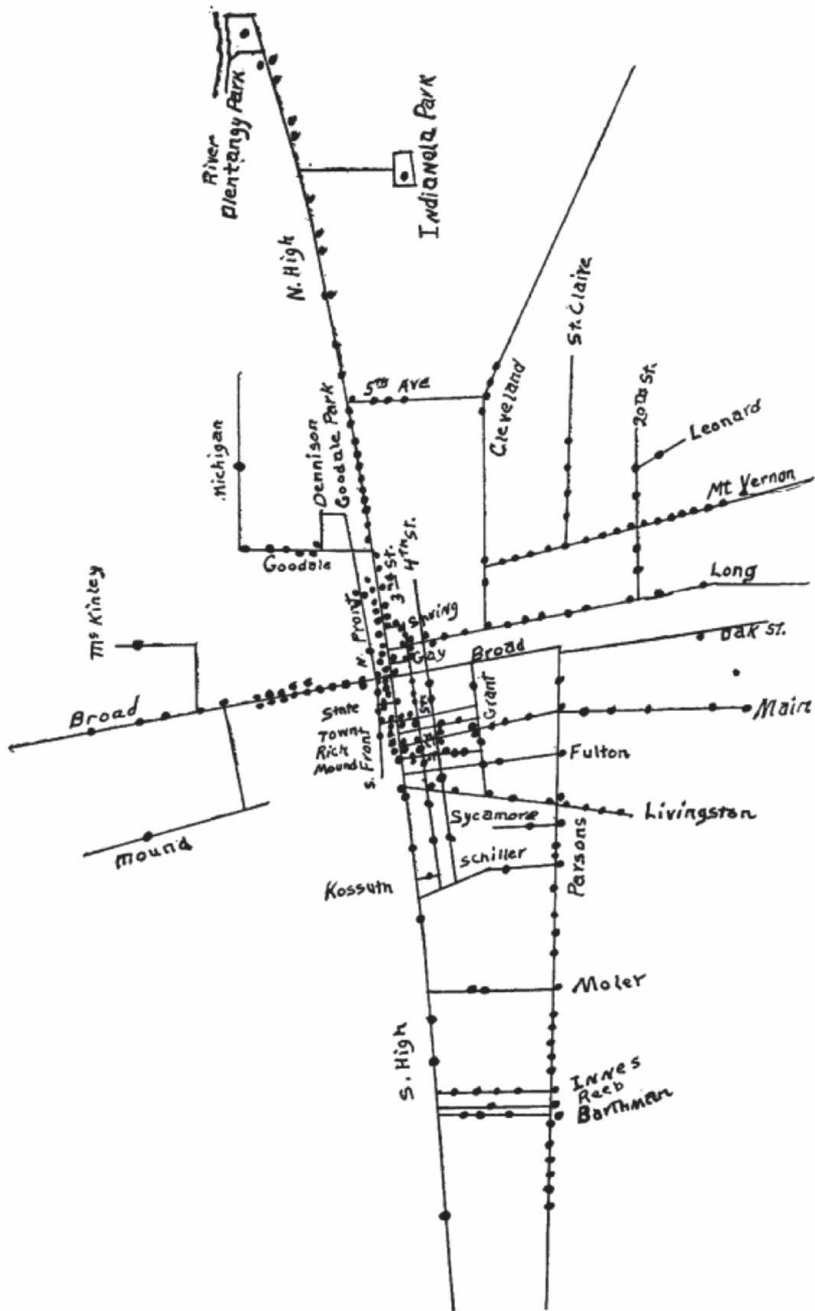 River
Olentangy Park
Indianola Park
N. High
St. Claire
5th Ave
Cleveland
20th St.
Leonard
Michigan
Dennison
Goodale Park
Mt Vernon
Goodale
3rd St.
4TH St.
Long
McKinley
N. Front
Spring
Gay
Broad
Oak St.
Broad
State
Grant
Main
Town
Rich
Mound
S. Front
Fulton
Livingston
Sycamore
Mound
Schiller
Parsons
Kossuth
Moler
S. High
INNES
Reeb
Barthman